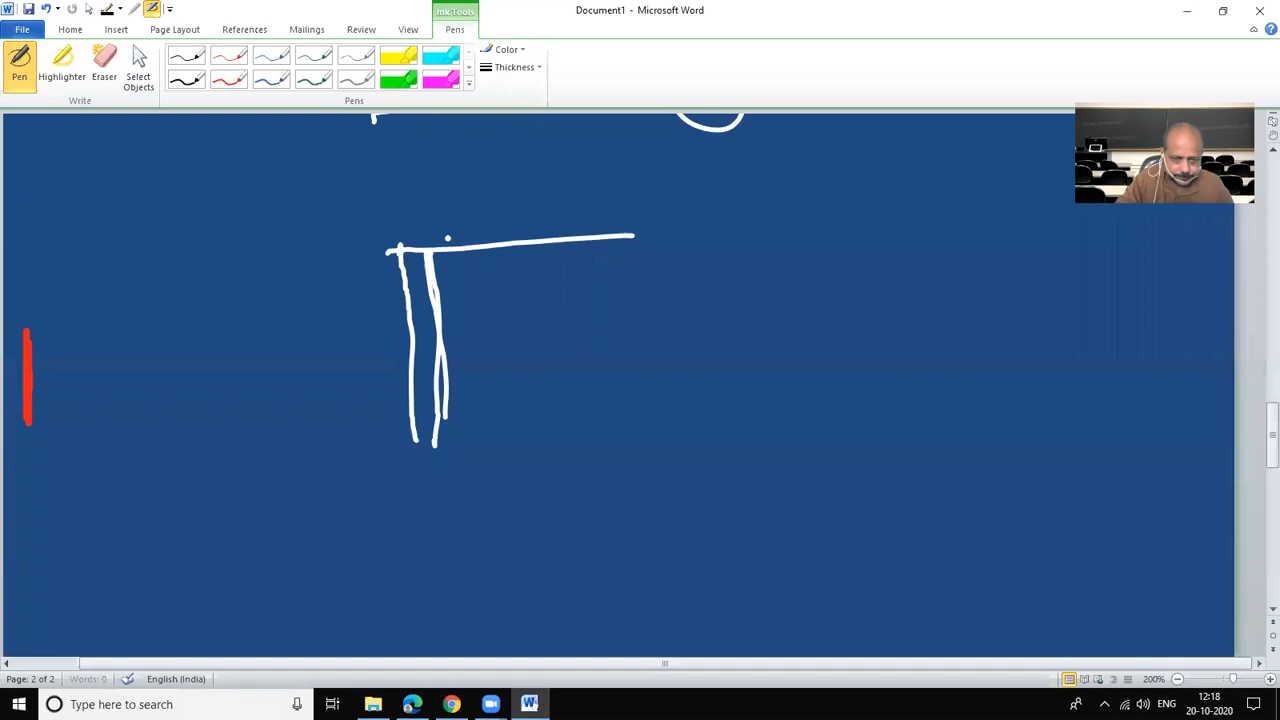 Document1 - Microsoft Word
Ink Tools
File Home Insert Page Layout References Mailings Review View Pens
Pen Highlighter Eraser Select Objects
Color
Thickness
Write Pens
Page: 2 of 2 Words: 0 English (India) 200%
Type here to search
ENG
12:18
20-10-2020